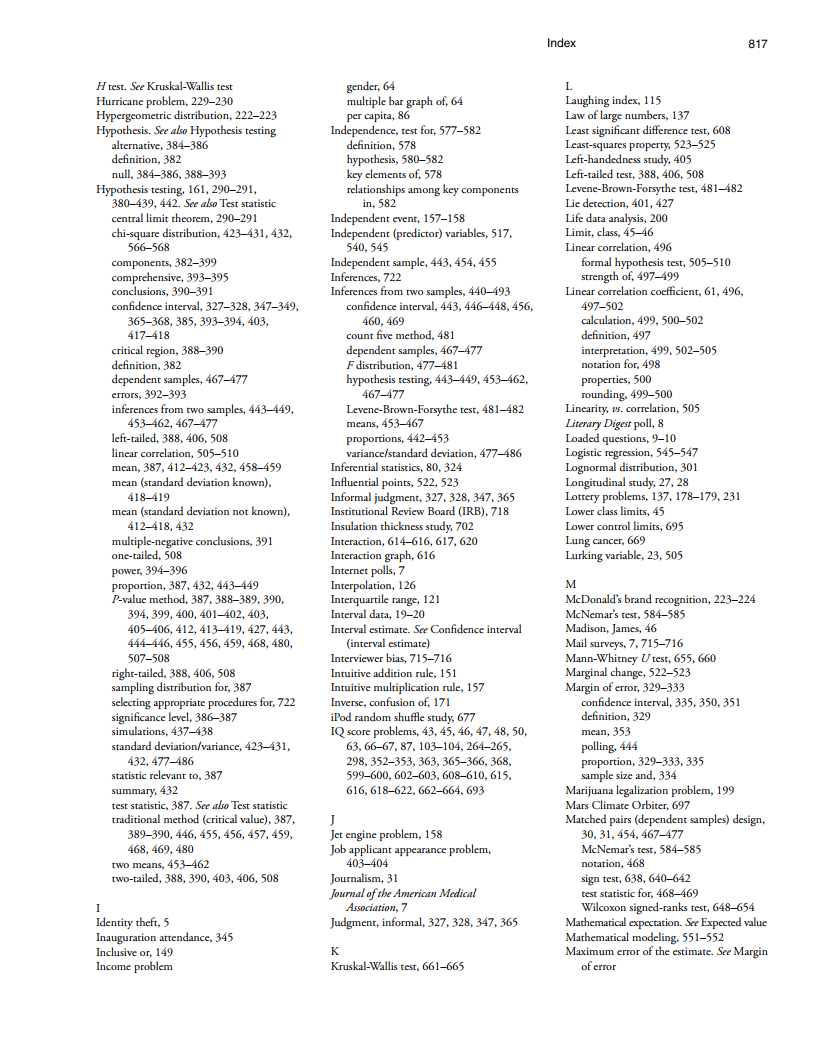 Index 817
H test. See Kruskal-Wallis test
Hurricane problem, 229–230
Hypergeometric distribution, 222–223
Hypothesis. See also Hypothesis testing
alternative, 384–386
definition, 382
null, 384–386, 388–393
Hypothesis testing, 161, 290–291,
380–439, 442. See also Test statistic
central limit theorem, 290–291
chi-square distribution, 423–431, 432,
566–568
components, 382–399
comprehensive, 393–395
conclusions, 390–391
confidence interval, 327–328, 347–349,
365–368, 385, 393–394, 403,
417–418
critical region, 388–390
definition, 382
dependent samples, 467–477
errors, 392–393
inferences from two samples, 443–449,
453–462, 467–477
left-tailed, 388, 406, 508
linear correlation, 505–510
mean, 387, 412–423, 432, 458–459
mean (standard deviation known),
418–419
mean (standard deviation not known),
412–418, 432
multiple-negative conclusions, 391
one-tailed, 508
power, 394–396
proportion, 387, 432, 443–449
P-value method, 387, 388–389, 390,
394, 399, 400, 401–402, 403,
405–406, 412, 413–419, 427, 443,
444–446, 455, 456, 459, 468, 480,
507–508
right-tailed, 388, 406, 508
sampling distribution for, 387
selecting appropriate procedures for, 722
significance level, 386–387
simulations, 437–438
standard deviation/variance, 423–431,
432, 477–486
statistic relevant to, 387
summary, 432
test statistic, 387. See also Test statistic
traditional method (critical value), 387,
389–390, 446, 455, 456, 457, 459,
468, 469, 480
two means, 453–462
two-tailed, 388, 390, 403, 406, 508
I
Identity theft, 5
Inauguration attendance, 345
Inclusive or, 149
Income problem
gender, 64
multiple bar graph of, 64
per capita, 86
Independence, test for, 577–582
definition, 578
hypothesis, 580–582
key elements of, 578
relationships among key components
in, 582
Independent event, 157–158
Independent (predictor) variables, 517,
540, 545
Independent sample, 443, 454, 455
Inferences, 722
Inferences from two samples, 440–493
confidence interval, 443, 446–448, 456,
460, 469
count five method, 481
dependent samples, 467–477
F distribution, 477–481
hypothesis testing, 443–449, 453–462,
467–477
Levene-Brown-Forsythe test, 481–482
means, 453–467
proportions, 442–453
variance/standard deviation, 477–486
Inferential statistics, 80, 324
Influential points, 522, 523
Informal judgment, 327, 328, 347, 365
Institutional Review Board (IRB), 718
Insulation thickness study, 702
Interaction, 614–616, 617, 620
Interaction graph, 616
Internet polls, 7
Interpolation, 126
Interquartile range, 121
Interval data, 19–20
Interval estimate. See Confidence interval
(interval estimate)
Interviewer bias, 715–716
Intuitive addition rule, 151
Intuitive multiplication rule, 157
Inverse, confusion of, 171
iPod random shuffle study, 677
IQ score problems, 43, 45, 46, 47, 48, 50,
63, 66–67, 87, 103–104, 264–265,
298, 352–353, 363, 365–366, 368,
599–600, 602–603, 608–610, 615,
616, 618–622, 662–664, 693
J
Jet engine problem, 158
Job applicant appearance problem,
403–404
Journalism, 31
Journal of the American Medical
Association, 7
Judgment, informal, 327, 328, 347, 365
K
Kruskal-Wallis test, 661–665
L
Laughing index, 115
Law of large numbers, 137
Least significant difference test, 608
Least-squares property, 523–525
Left-handedness study, 405
Left-tailed test, 388, 406, 508
Levene-Brown-Forsythe test, 481–482
Lie detection, 401, 427
Life data analysis, 200
Limit, class, 45–46
Linear correlation, 496
formal hypothesis test, 505–510
strength of, 497–499
Linear correlation coefficient, 61, 496,
497–502
calculation, 499, 500–502
definition, 497
interpretation, 499, 502–505
notation for, 498
properties, 500
rounding, 499–500
Linearity, vs. correlation, 505
Literary Digest poll, 8
Loaded questions, 9–10
Logistic regression, 545–547
Lognormal distribution, 301
Longitudinal study, 27, 28
Lottery problems, 137, 178–179, 231
Lower class limits, 45
Lower control limits, 695
Lung cancer, 669
Lurking variable, 23, 505
M
McDonald's brand recognition, 223–224
McNemar's test, 584–585
Madison, James, 46
Mail surveys, 7, 715–716
Mann-Whitney U test, 655, 660
Marginal change, 522–523
Margin of error, 329–333
confidence interval, 335, 350, 351
definition, 329
mean, 353
polling, 444
proportion, 329–333, 335
sample size and, 334
Marijuana legalization problem, 199
Mars Climate Orbiter, 697
Matched pairs (dependent samples) design,
30, 31, 454, 467–477
McNemar's test, 584–585
notation, 468
sign test, 638, 640–642
test statistic for, 468–469
Wilcoxon signed-ranks test, 648–654
Mathematical expectation. See Expected value
Mathematical modeling, 551–552
Maximum error of the estimate. See Margin
of error